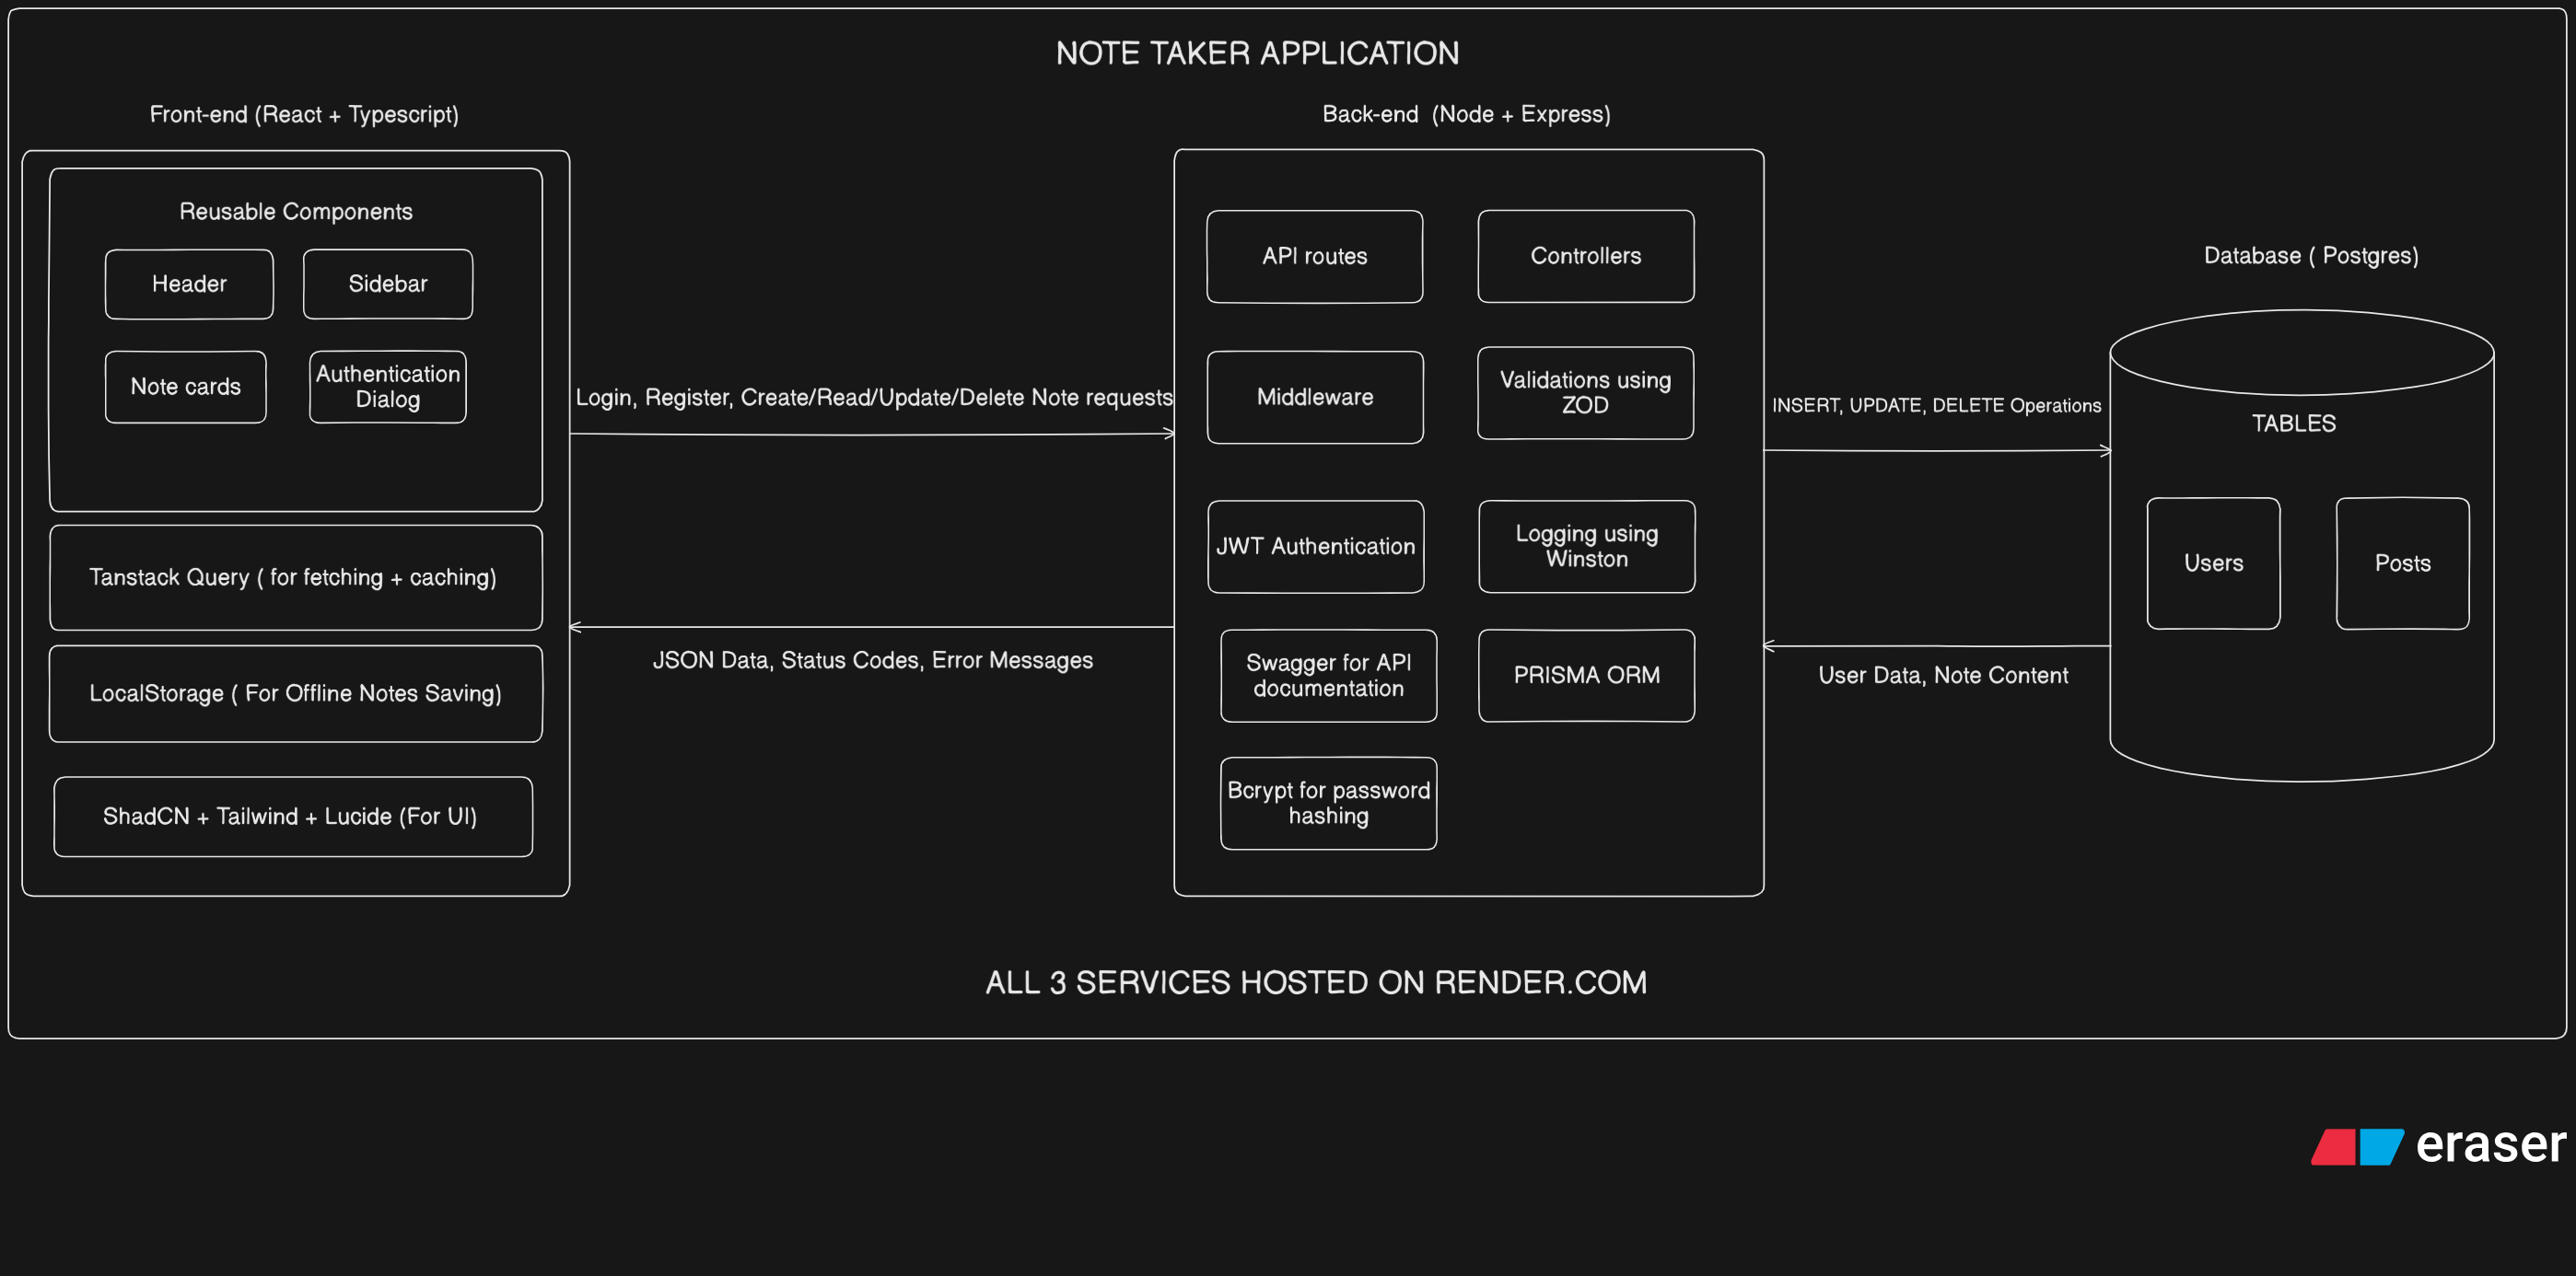 NOTE TAKER APPLICATION
Front-end (React + Typescript)
Reusable Components
Header
Sidebar
Note cards
Authentication
Dialog
Tanstack Query ( for fetching + caching)
LocalStorage ( For Offline Notes Saving)
ShadCN + Tailwind + Lucide (For UI)
Login, Register, Create/Read/Update/Delete Note requests
JSON Data, Status Codes, Error Messages
Back-end (Node + Express)
API routes
Controllers
Middleware
Validations using
ZOD
JWT Authentication
Logging using
Winston
Swagger for API
documentation
PRISMA ORM
Bcrypt for password
hashing
INSERT, UPDATE, DELETE Operations
User Data, Note Content
Database ( Postgres)
TABLES
Users
Posts
ALL 3 SERVICES HOSTED ON RENDER.COM
eraser